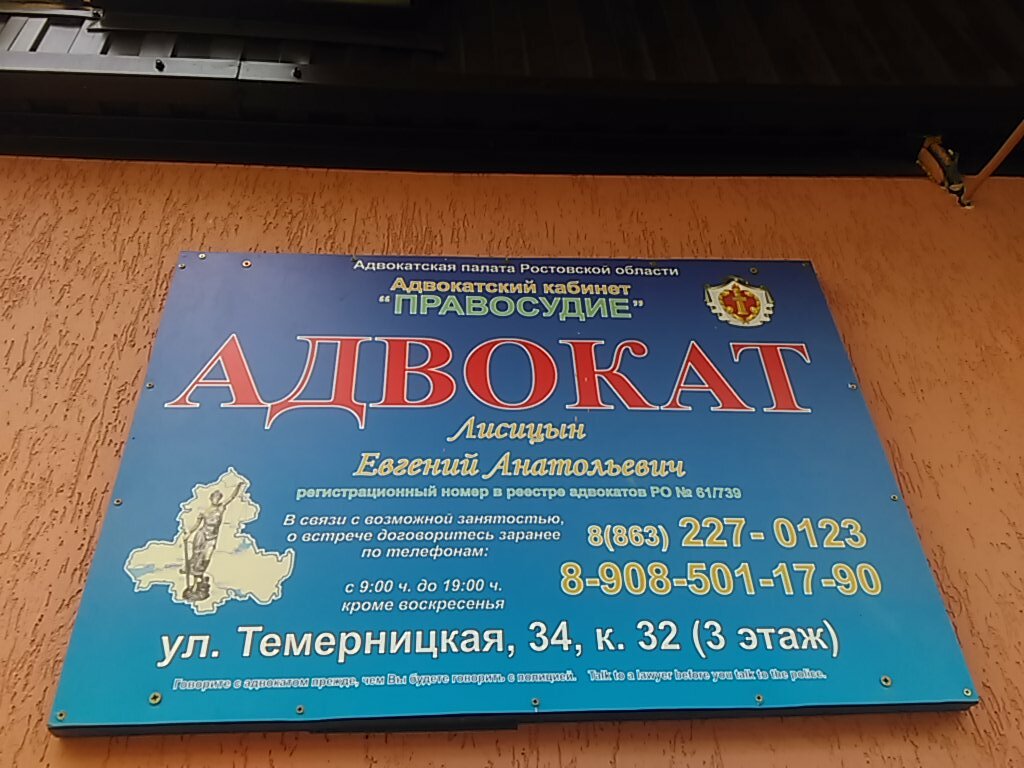 Адвокатская палата Ростовской области
Адвокатский кабинет
“ПРАВОСУДИЕ”
АДВОКАТ
Лисицын
Евгений Анатольевич
регистрационный номер в реестре адвокатов РО № 61/739
В связи с возможной занятостью,
о встрече договоритесь заранее
по телефонам:
8(863) 227- 0123
8-908-501-17-90
с 9:00 ч. до 19:00 ч.
кроме воскресенья
ул. Темерницкая, 34, к. 32 (3 этаж)
Говорите с адвокатом прежде, чем Вы будете говорить с полицией. Talk to a lawyer before you talk to the police.